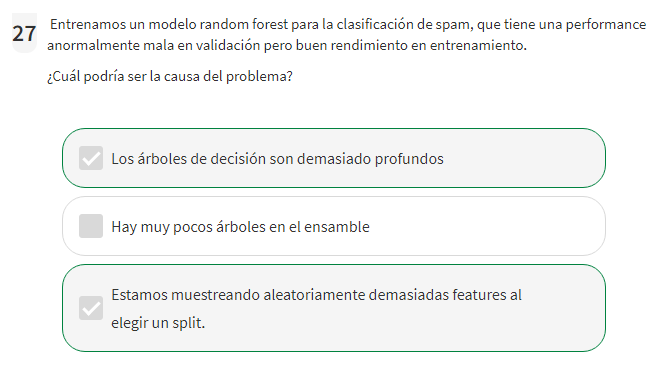 27 Entrenamos un modelo random forest para la clasificación de spam, que tiene una performance
anormalmente mala en validación pero buen rendimiento en entrenamiento.
¿Cuál podría ser la causa del problema?
Los árboles de decisión son demasiado profundos
Hay muy pocos árboles en el ensamble
Estamos muestreando aleatoriamente demasiadas features al
elegir un split.